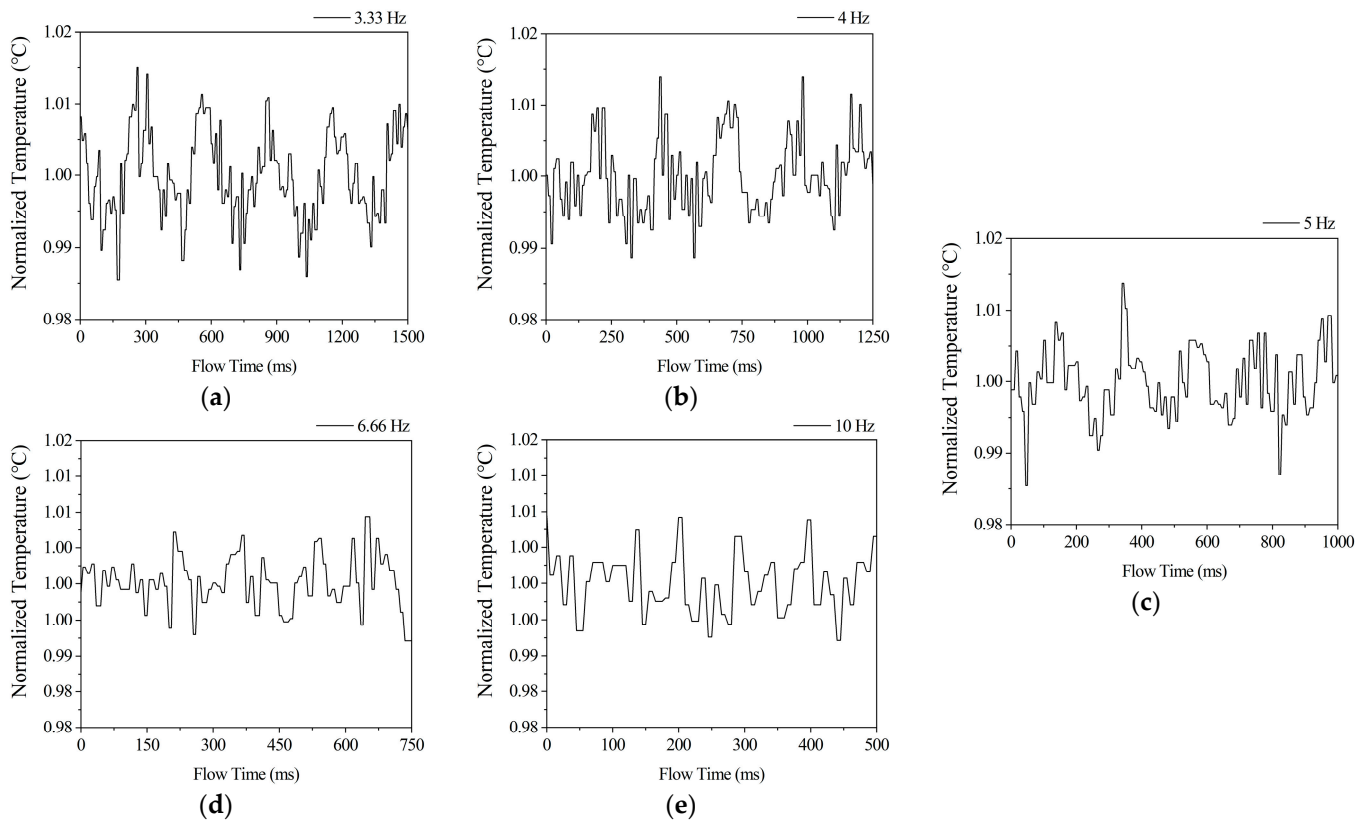 3.33 Hz
Normalized Temperature (°C)
1.02
1.01
1.00
0.99
0.98
0 300 600 900 1200 1500
Flow Time (ms)
(a)
4 Hz
Normalized Temperature (°C)
1.02
1.01
1.00
0.99
0.98
0 250 500 750 1000 1250
Flow Time (ms)
(b)
5 Hz
Normalized Temperature (°C)
1.02
1.01
1.00
0.99
0.98
0 200 400 600 800 1000
Flow Time (ms)
(c)
6.66 Hz
Normalized Temperature (°C)
1.02
1.01
1.01
1.00
1.00
1.00
0.99
0.98
0.98
0 150 300 450 600 750
Flow Time (ms)
(d)
10 Hz
Normalized Temperature (°C)
1.02
1.01
1.01
1.00
1.00
1.00
0.99
0.98
0.98
0 100 200 300 400 500
Flow Time (ms)
(e)